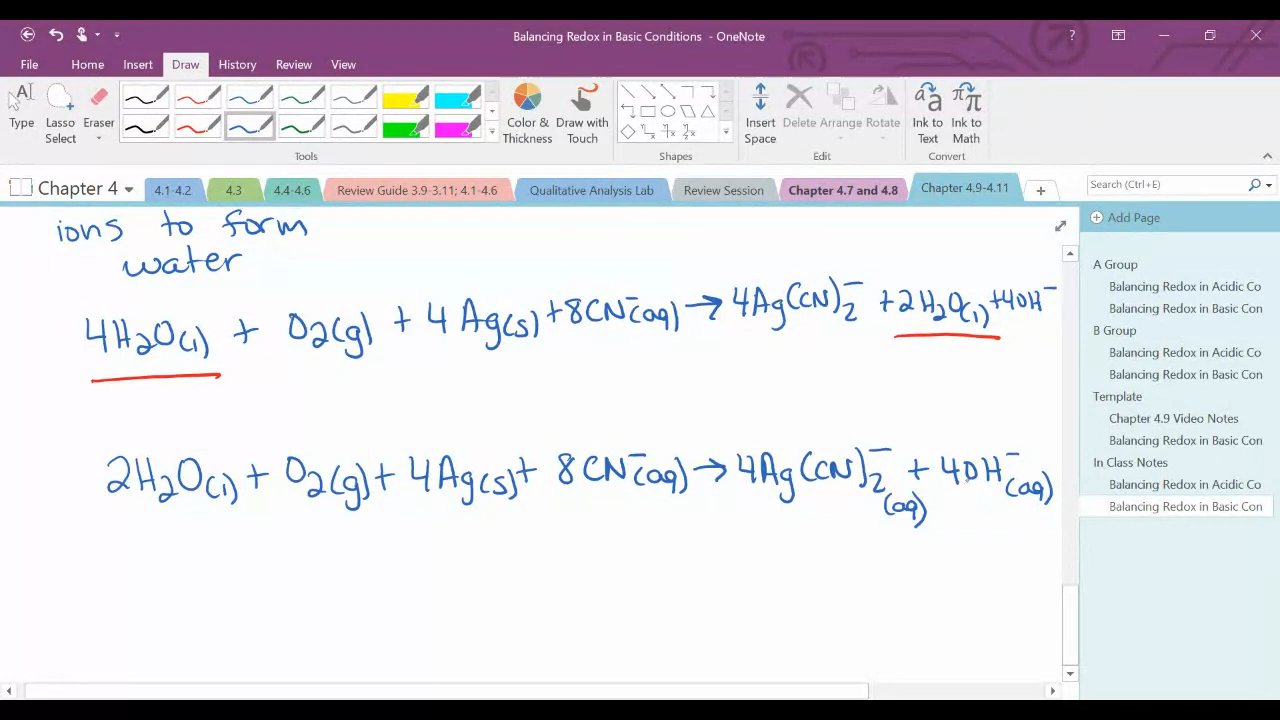 Balancing Redox in Basic Conditions - OneNote
?
File Home Insert Draw History Review View
Type
Lasso Select
Eraser
Color & Thickness
Draw with Touch
Insert Space
Delete
Arrange
Rotate
Ink to Text
Ink to Math
Tools
Shapes
Edit
Convert
Chapter 4
4.1-4.2
4.3
4.4-4.6
Review Guide 3.9-3.11; 4.1-4.6
Qualitative Analysis Lab
Review Session
Chapter 4.7 and 4.8
Chapter 4.9-4.11
Search (Ctrl+E)
ions to form
water
4H₂O(l) + O₂(g) + 4Ag(s) + 8CN⁻(aq) → 4Ag(CN)₂⁻ + 2H₂O(l) + 4OH⁻
2H₂O(l) + O₂(g) + 4Ag(s) + 8CN⁻(aq) → 4Ag(CN)₂⁻(aq) + 4OH⁻(aq)
Add Page
A Group
Balancing Redox in Acidic Co
Balancing Redox in Basic Con
B Group
Balancing Redox in Acidic Co
Balancing Redox in Basic Con
Template
Chapter 4.9 Video Notes
Balancing Redox in Basic Con
In Class Notes
Balancing Redox in Acidic Co
Balancing Redox in Basic Con